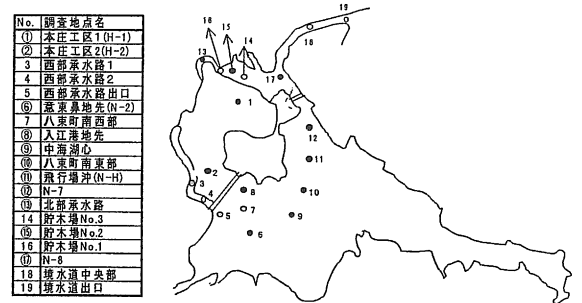 No. 調査地点名
① 本庄工区1(H-1)
② 本庄工区2(H-2)
3 西部承水路1
4 西部承水路2
5 西部承水路出口
⑥ 意東鼻地先(N-2)
7 八束町南西部
⑧ 入江港地先
⑨ 中海湖心
⑩ 八束町南東部
⑪ 飛行場沖(N-H)
⑫ N-7
⑬ 北部承水路
14 貯木場No.3
⑮ 貯木場No.2
16 貯木場No.1
⑰ N-8
18 境水道中央部
19 境水道出口
19
16
15
14
18
13
17
1
12
11
2
3
4
8
10
7
5
9
6